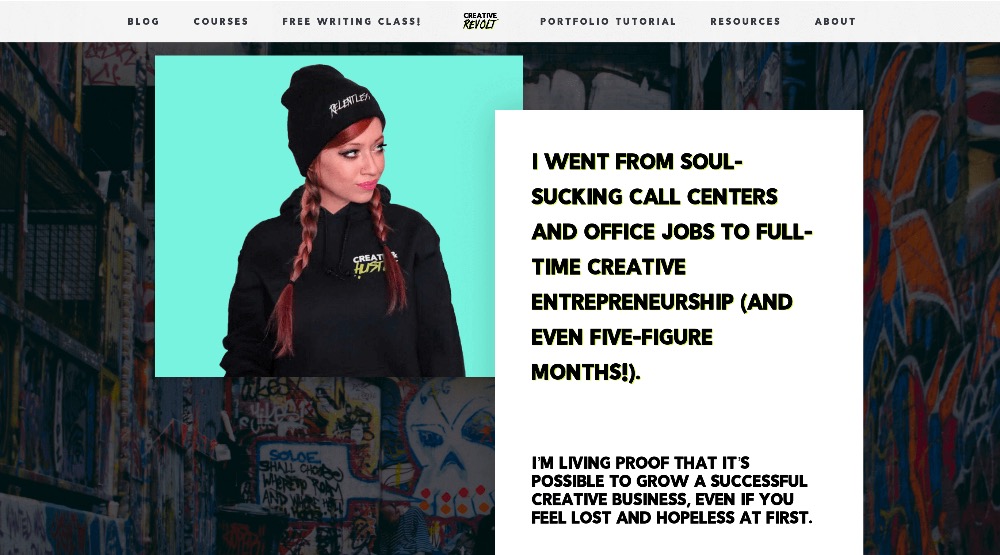 BLOG
COURSES
FREE WRITING CLASS!
CREATIVE
REVOLT
PORTFOLIO TUTORIAL
RESOURCES
ABOUT
RELENTLESS
I WENT FROM SOUL-
SUCKING CALL CENTERS
AND OFFICE JOBS TO FULL-
TIME CREATIVE
ENTREPRENEURSHIP (AND
EVEN FIVE-FIGURE
MONTHS!).
I'M LIVING PROOF THAT IT'S
POSSIBLE TO GROW A SUCCESSFUL
CREATIVE BUSINESS, EVEN IF YOU
FEEL LOST AND HOPELESS AT FIRST.
SOLOE
SHALL